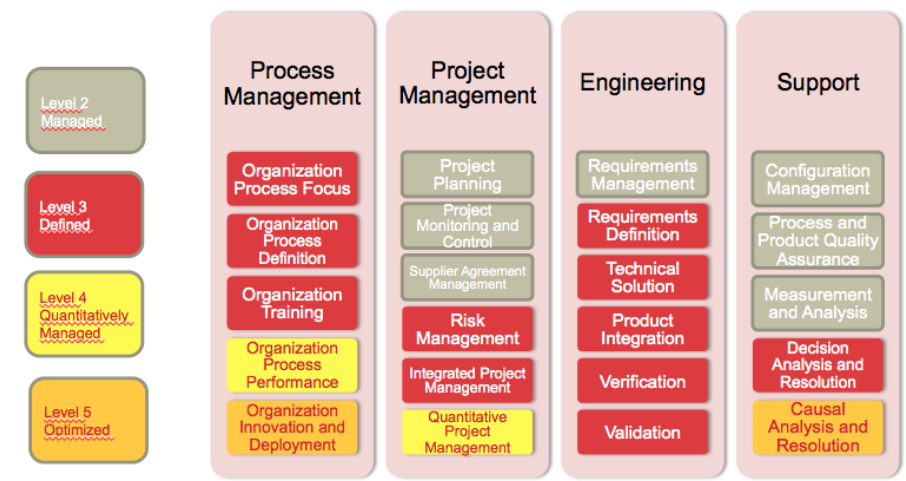 Level 2
Managed
Level 3
Defined
Level 4
Quantitatively
Managed
Level 5
Optimized
Process
Management
Organization
Process Focus
Organization
Process
Definition
Organization
Training
Organization
Process
Performance
Organization
Innovation and
Deployment
Project
Management
Project
Planning
Project
Monitoring and
Control
Supplier Agreement
Management
Risk
Management
Integrated Project
Management
Quantitative
Project
Management
Engineering
Requirements
Management
Requirements
Definition
Technical
Solution
Product
Integration
Verification
Validation
Support
Configuration
Management
Process and
Product Quality
Assurance
Measurement
and Analysis
Decision
Analysis and
Resolution
Causal
Analysis and
Resolution